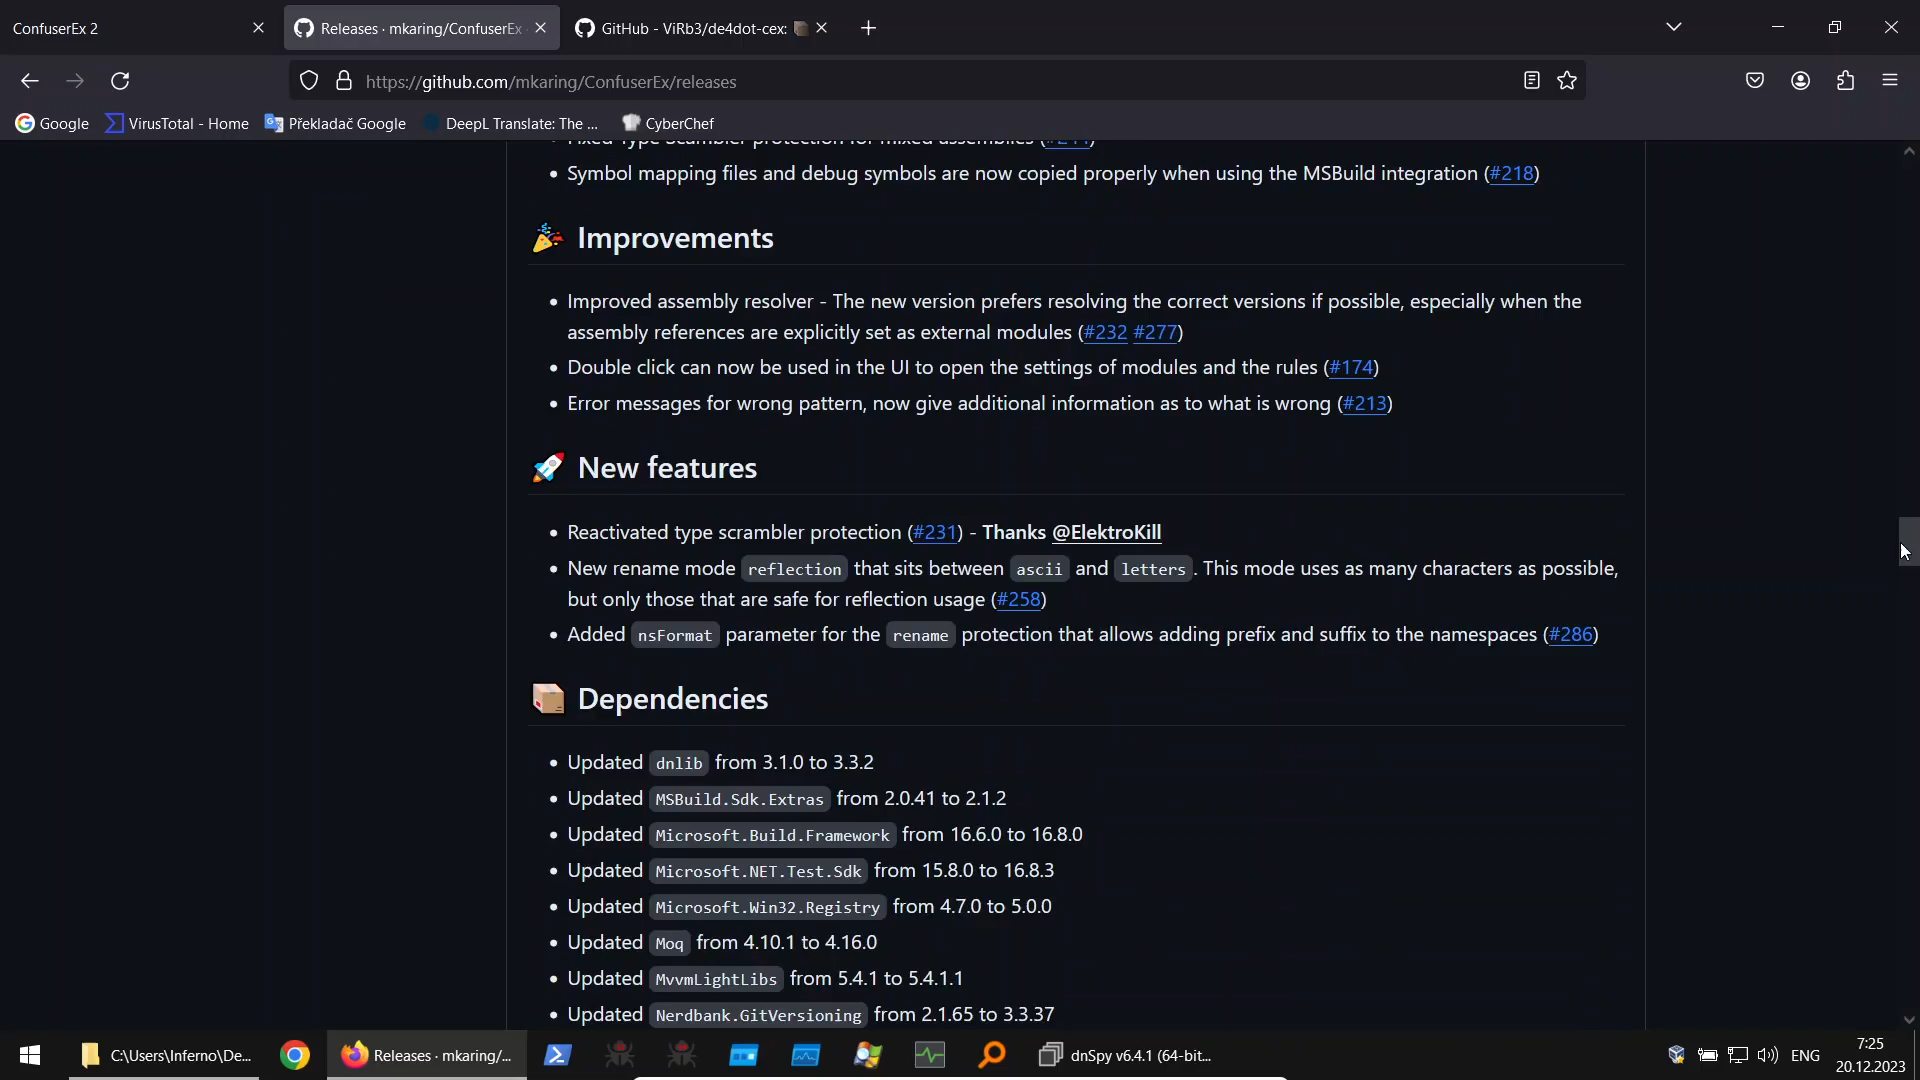 ConfuserEx 2
Releases · mkaring/ConfuserEx
GitHub - ViRb3/de4dot-cex:
https://github.com/mkaring/ConfuserEx/releases
Google
VirusTotal - Home
Překladač Google
DeepL Translate: The ...
CyberChef
Fixed Type Scambler protection for mixed assemblies
Symbol mapping files and debug symbols are now copied properly when using the MSBuild integration (#218)
Improvements
Improved assembly resolver - The new version prefers resolving the correct versions if possible, especially when the
assembly references are explicitly set as external modules (#232 #277)
Double click can now be used in the UI to open the settings of modules and the rules (#174)
Error messages for wrong pattern, now give additional information as to what is wrong (#213)
New features
Reactivated type scrambler protection (#231) - Thanks @ElektroKill
New rename mode reflection that sits between ascii and letters. This mode uses as many characters as possible,
but only those that are safe for reflection usage (#258)
Added nsFormat parameter for the rename protection that allows adding prefix and suffix to the namespaces (#286)
Dependencies
Updated dnlib from 3.1.0 to 3.3.2
Updated MSBuild.Sdk.Extras from 2.0.41 to 2.1.2
Updated Microsoft.Build.Framework from 16.6.0 to 16.8.0
Updated Microsoft.NET.Test.Sdk from 15.8.0 to 16.8.3
Updated Microsoft.Win32.Registry from 4.7.0 to 5.0.0
Updated Moq from 4.10.1 to 4.16.0
Updated MvvmLightLibs from 5.4.1 to 5.4.1.1
Updated Nerdbank.GitVersioning from 2.1.65 to 3.3.37
C:\Users\Inferno\De...
Releases · mkaring/...
dnSpy v6.4.1 (64-bit...
ENG
7:25
20.12.2023